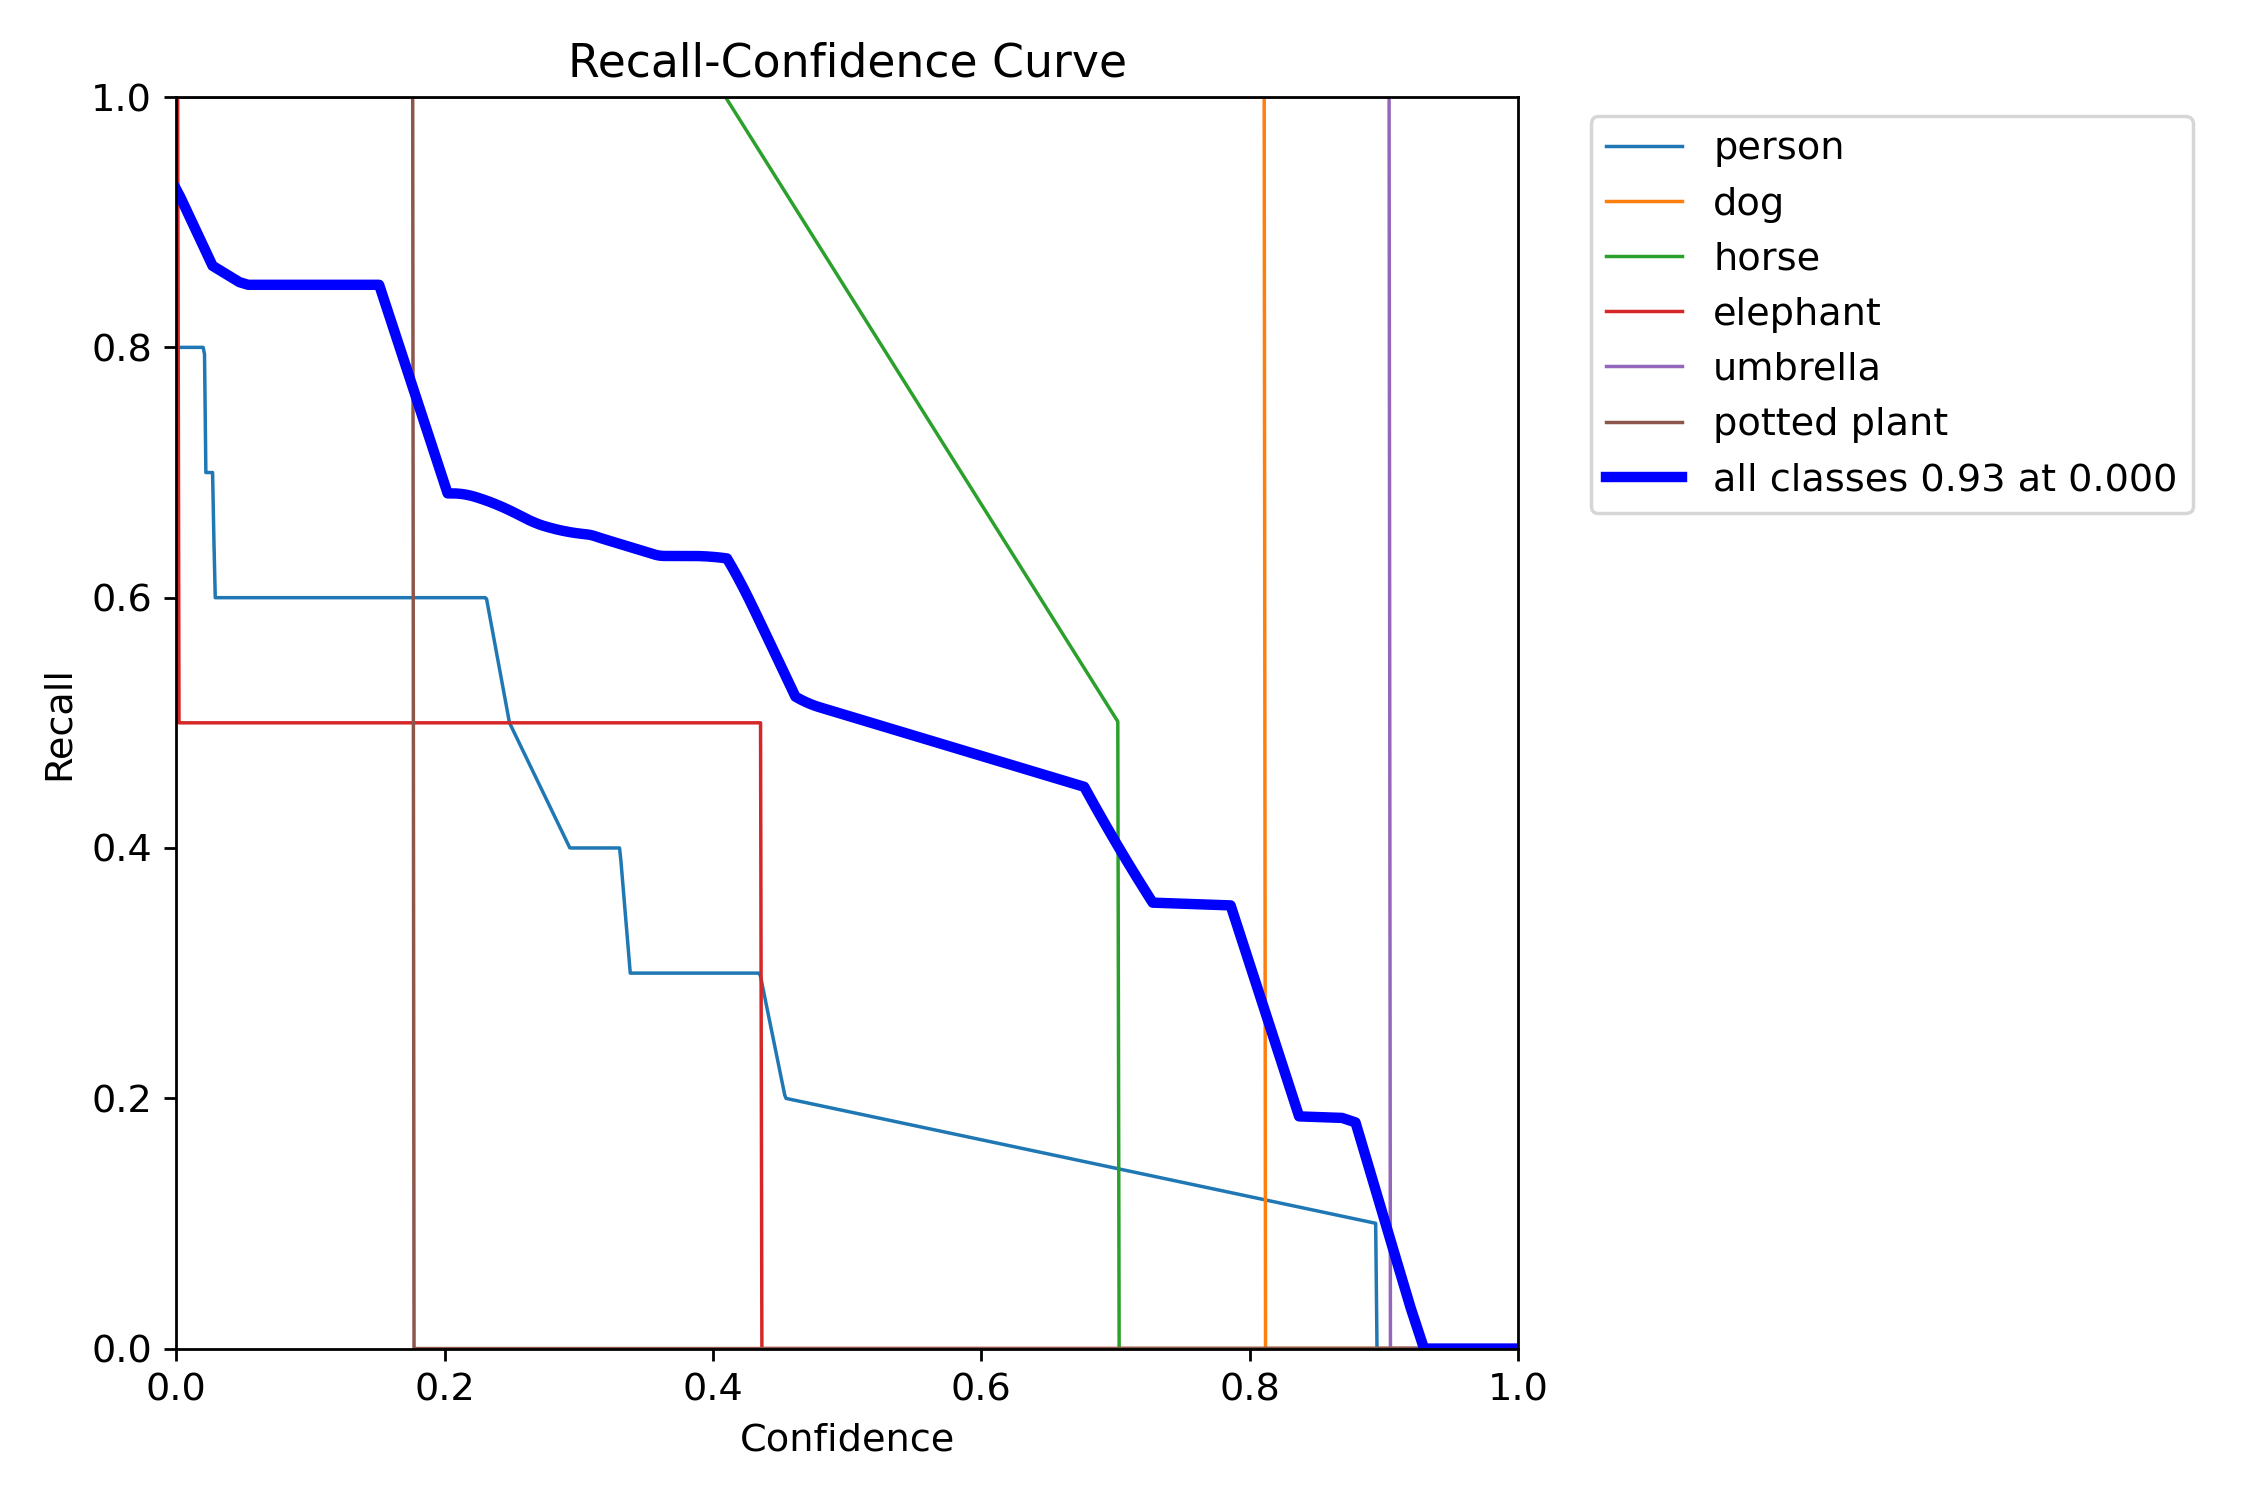 Recall-Confidence Curve
1.0
0.8
0.6
0.4
0.2
0.0
Recall
0.0 0.2 0.4 0.6 0.8 1.0
Confidence
person
dog
horse
elephant
umbrella
potted plant
all classes 0.93 at 0.000